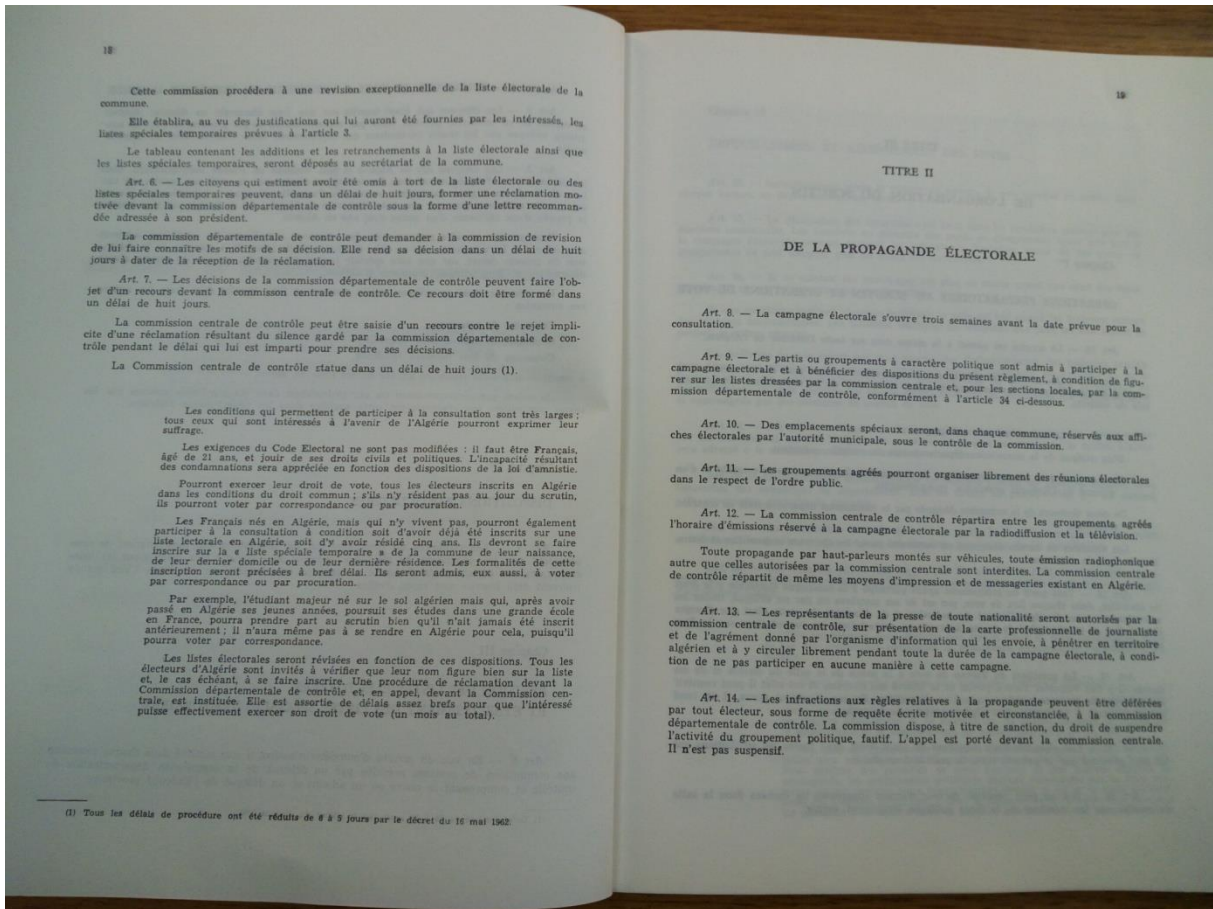 18
Cette commission procédera à une revision exceptionnelle de la liste électorale de la
commune.
Elle établira, au vu des justifications qui lui auront été fournies par les intéressés, les
listes spéciales temporaires prévues à l'article 3.
Le tableau contenant les additions et les retranchements à la liste électorale ainsi que
les listes spéciales temporaires, seront déposés au secrétariat de la commune.
Art. 6. — Les citoyens qui estiment avoir été omis à tort de la liste électorale ou des
listes spéciales temporaires peuvent, dans un délai de huit jours, former une réclamation mo-
tivée devant la commission départementale de contrôle sous la forme d'une lettre recomman-
dée adressée à son président.
La commission départementale de contrôle peut demander à la commission de revision
de lui faire connaître les motifs de sa décision. Elle rend sa décision dans un délai de huit
jours à dater de la réception de la réclamation.
Art. 7. — Les décisions de la commission départementale de contrôle peuvent faire l'ob-
jet d'un recours devant la commisson centrale de contrôle. Ce recours doit être formé dans
un délai de huit jours.
La commission centrale de contrôle peut être saisie d'un recours contre le rejet impli-
cite d'une réclamation résultant du silence gardé par la commission départementale de con-
trôle pendant le délai qui lui est imparti pour prendre ses décisions.
La Commission centrale de contrôle statue dans un délai de huit jours (1).
Les conditions qui permettent de participer à la consultation sont très larges ;
tous ceux qui sont intéressés à l'avenir de l'Algérie pourront exprimer leur
suffrage.
Les exigences du Code Electoral ne sont pas modifiées : il faut être Français,
âgé de 21 ans, et jouir de ses droits civils et politiques. L'incapacité résultant
des condamnations sera appréciée en fonction des dispositions de la loi d'amnistie.
Pourront exercer leur droit de vote, tous les électeurs inscrits en Algérie
dans les conditions du droit commun ; s'ils n'y résident pas au jour du scrutin,
ils pourront voter par correspondance ou par procuration.
Les Français nés en Algérie, mais qui n'y vivent pas, pourront également
participer à la consultation à condition soit d'avoir déjà été inscrits sur une
liste lectorale en Algérie, soit d'y avoir résidé cinq ans. Ils devront se faire
inscrire sur la « liste spéciale temporaire » de la commune de leur naissance,
de leur dernier domicile ou de leur dernière résidence. Les formalités de cette
inscription seront précisées à bref délai. Ils seront admis, eux aussi, à voter
par correspondance ou par procuration.
Par exemple, l'étudiant majeur né sur le sol algérien mais qui, après avoir
passé en Algérie ses jeunes années, poursuit ses études dans une grande école
en France, pourra prendre part au scrutin bien qu'il n'ait jamais été inscrit
antérieurement ; il n'aura même pas à se rendre en Algérie pour cela, puisqu'il
pourra voter par correspondance.
Les listes électorales seront révisées en fonction de ces dispositions. Tous les
électeurs d'Algérie sont invités à vérifier que leur nom figure bien sur la liste
et, le cas échéant, à se faire inscrire. Une procédure de réclamation devant la
Commission départementale de contrôle et, en appel, devant la Commission cen-
trale, est instituée. Elle est assortie de délais assez brefs pour que l'intéressé
puisse effectivement exercer son droit de vote (un mois au total).
(1) Tous les délais de procédure ont été réduits de 8 à 5 jours par le décret du 16 mai 1962.
19
TITRE II
DE LA PROPAGANDE ÉLECTORALE
Art. 8. — La campagne électorale s'ouvre trois semaines avant la date prévue pour la
consultation.
Art. 9. — Les partis ou groupements à caractère politique sont admis à participer à la
campagne électorale et à bénéficier des dispositions du présent règlement, à condition de figu-
rer sur les listes dressées par la commission centrale et, pour les sections locales, par la com-
mission départementale de contrôle, conformément à l'article 34 ci-dessous.
Art. 10. — Des emplacements spéciaux seront, dans chaque commune, réservés aux affi-
ches électorales par l'autorité municipale, sous le contrôle de la commission.
Art. 11. — Les groupements agréés pourront organiser librement des réunions électorales
dans le respect de l'ordre public.
Art. 12. — La commission centrale de contrôle répartira entre les groupements agréés
l'horaire d'émissions réservé à la campagne électorale par la radiodiffusion et la télévision.
Toute propagande par haut-parleurs montés sur véhicules, toute émission radiophonique
autre que celles autorisées par la commission centrale sont interdites. La commission centrale
de contrôle répartit de même les moyens d'impression et de messageries existant en Algérie.
Art. 13. — Les représentants de la presse de toute nationalité seront autorisés par la
commission centrale de contrôle, sur présentation de la carte professionnelle de journaliste
et de l'agrément donné par l'organisme d'information qui les envoie, à pénétrer en territoire
algérien et à y circuler librement pendant toute la durée de la campagne électorale, à condi-
tion de ne pas participer en aucune manière à cette campagne.
Art. 14. — Les infractions aux règles relatives à la propagande peuvent être déférées
par tout électeur, sous forme de requête écrite motivée et circonstanciée, à la commission
départementale de contrôle. La commission dispose, à titre de sanction, du droit de suspendre
l'activité du groupement politique, fautif. L'appel est porté devant la commission centrale.
Il n'est pas suspensif.